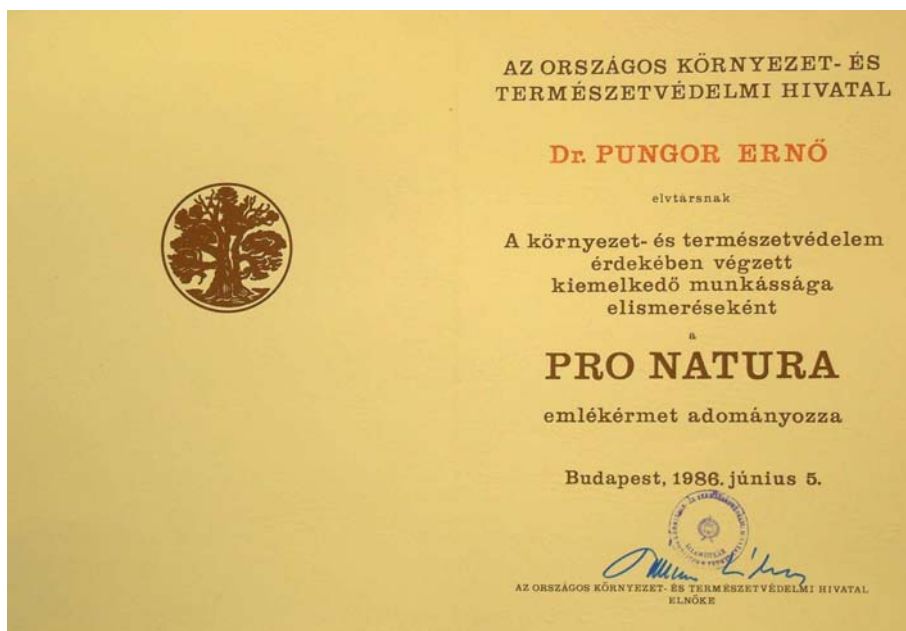 AZ ORSZÁGOS KÖRNYEZET- ÉS
TERMÉSZETVÉDELMI HIVATAL
Dr. PUNGOR ERNŐ
elvtársnak
A környezet- és természetvédelem
érdekében végzett
kiemelkedő munkássága
elismeréseként
a
PRO NATURA
emlékérmet adományozza
Budapest, 1986. június 5.
AZ ORSZÁGOS KÖRNYEZET- ÉS TERMÉSZETVÉDELMI HIVATAL
ELNÖKE